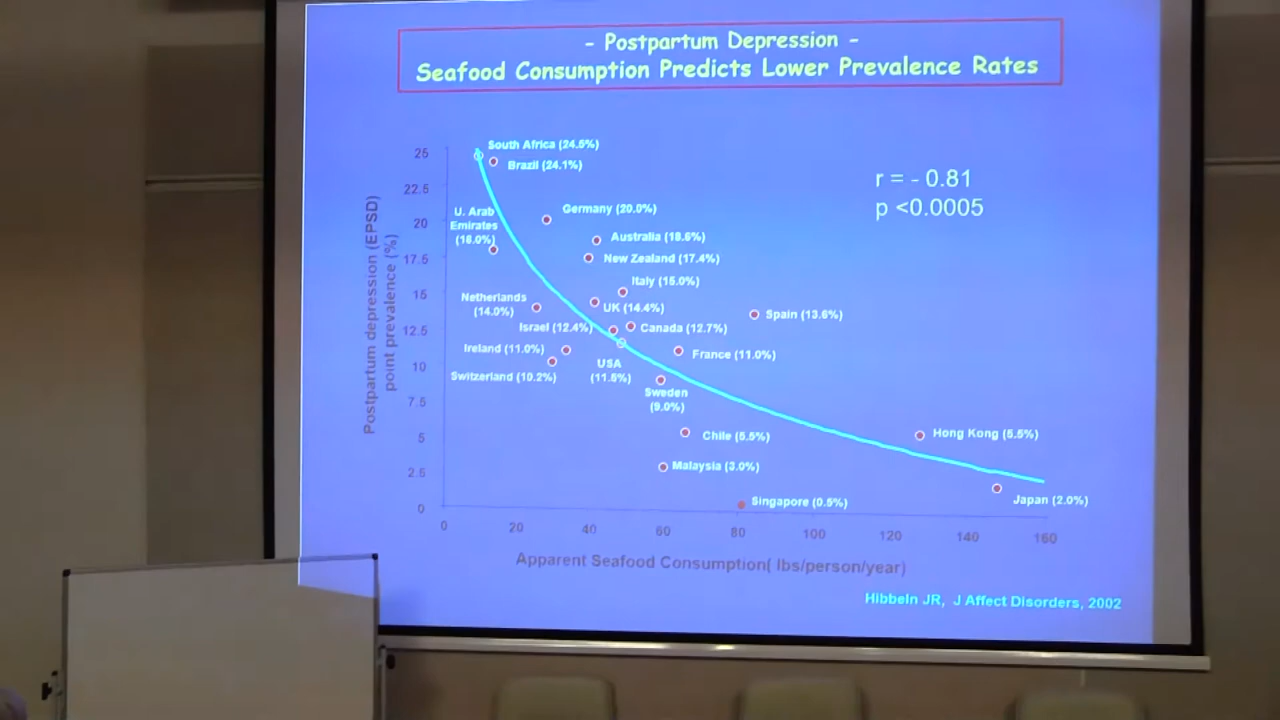 - Postpartum Depression -
Seafood Consumption Predicts Lower Prevalence Rates
r = - 0.81
p <0.0005
Postpartum depression (EPSD)
point prevalence (%)
25
22.5
20
17.5
15
12.5
10
7.5
5
2.5
0
South Africa (24.5%)
Brazil (24.1%)
U. Arab
Emirates
(18.0%)
Germany (20.0%)
Australia (18.6%)
New Zealand (17.4%)
Italy (15.0%)
Netherlands
(14.0%)
UK (14.4%)
Spain (13.6%)
Israel (12.4%)
Canada (12.7%)
Ireland (11.0%)
USA
(11.5%)
France (11.0%)
Switzerland (10.2%)
Sweden
(9.0%)
Chile (5.5%)
Hong Kong (5.5%)
Malaysia (3.0%)
Singapore (0.5%)
Japan (2.0%)
0
20
40
60
80
100
120
140
160
Apparent Seafood Consumption( lbs/person/year)
Hibbeln JR, J Affect Disorders, 2002